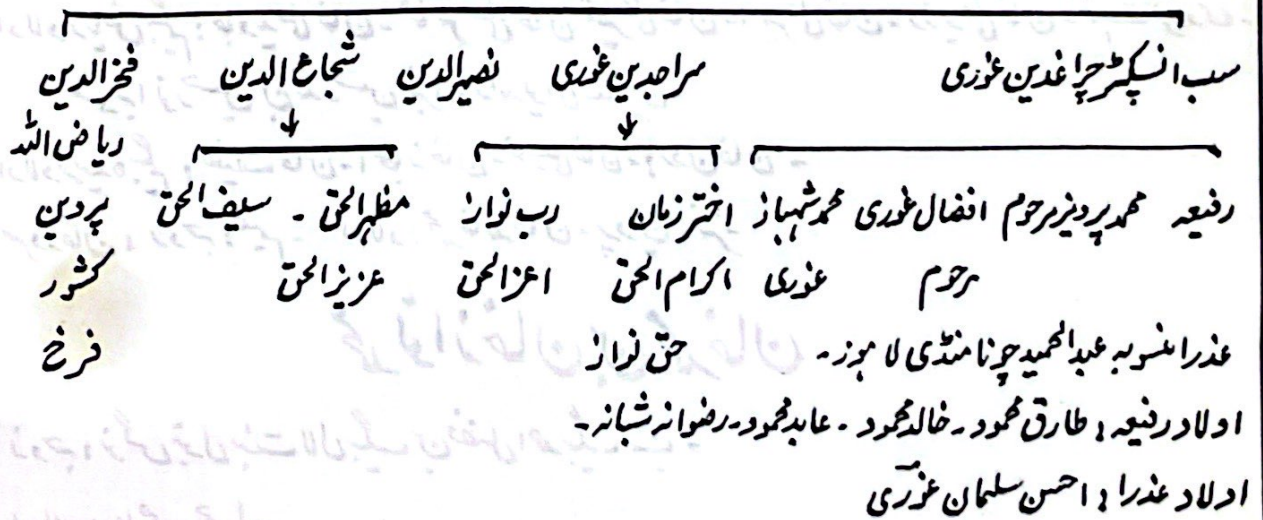 سب انسپکٹر چراغدین غوری سراجدین غوری نصیرالدین شجاع الدین فخرالدین
ریاض اللہ
رفیعہ محمد پرویز مرحوم افضال غوری محمد شہباز اختر زمان رب نواز مظہرالحق ۔ سیف الحق پروین
مرحوم غوری اکرام الحق اعزالحق عزیزالحق کشور
عذرا منسوبہ عبدالحمید چونا منڈی لاہور۔ حق نواز فرخ
اولاد رفیعہ : طارق محمود ۔ خالد محمود ۔ عابد محمود ۔ رضوانہ شبانہ ۔
اولاد عذرا : احسن سلمان غوری